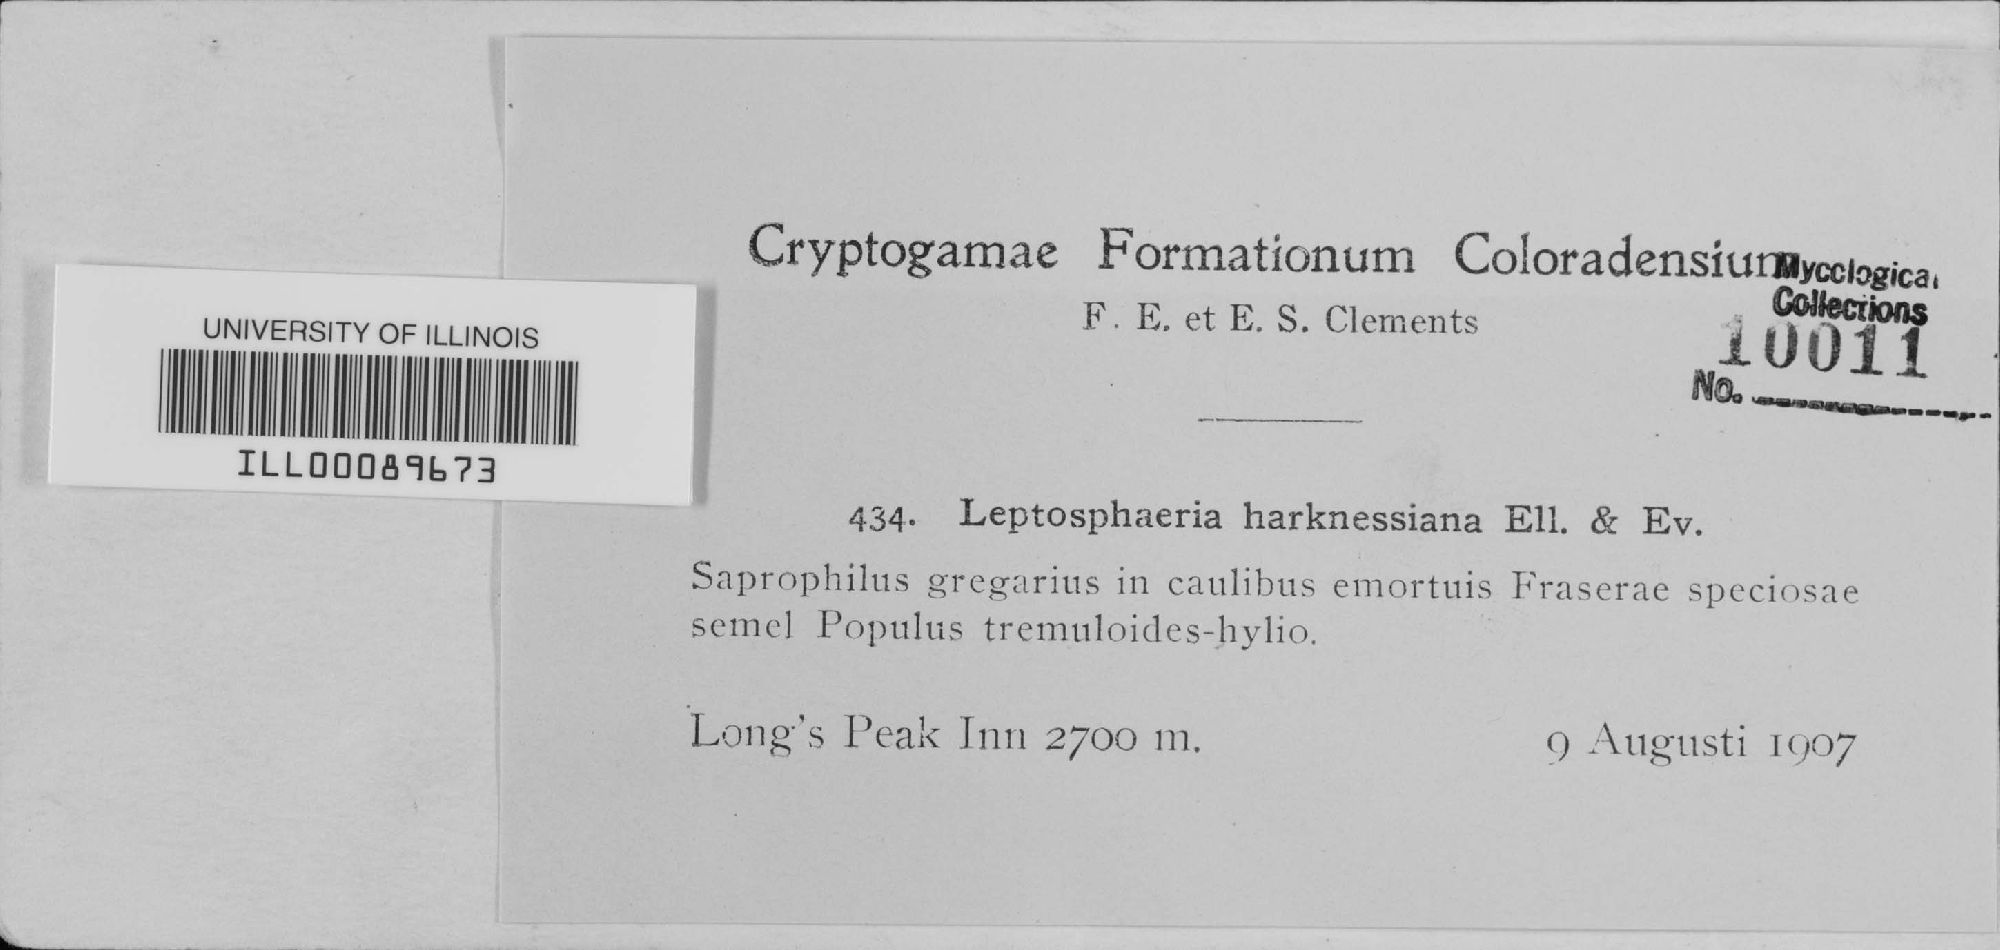 Cryptogamae Formationum Coloradensium
F. E. et E. S. Clements
Mycological
Collections
10011
No.
UNIVERSITY OF ILLINOIS
ILL00089673
434. Leptosphaeria harknessiana Ell. & Ev.
Saprophilus gregarius in caulibus emortuis Fraserae speciosae
semel Populus tremuloides-hylio.
Long's Peak Inn 2700 m.
9 Augusti 1907